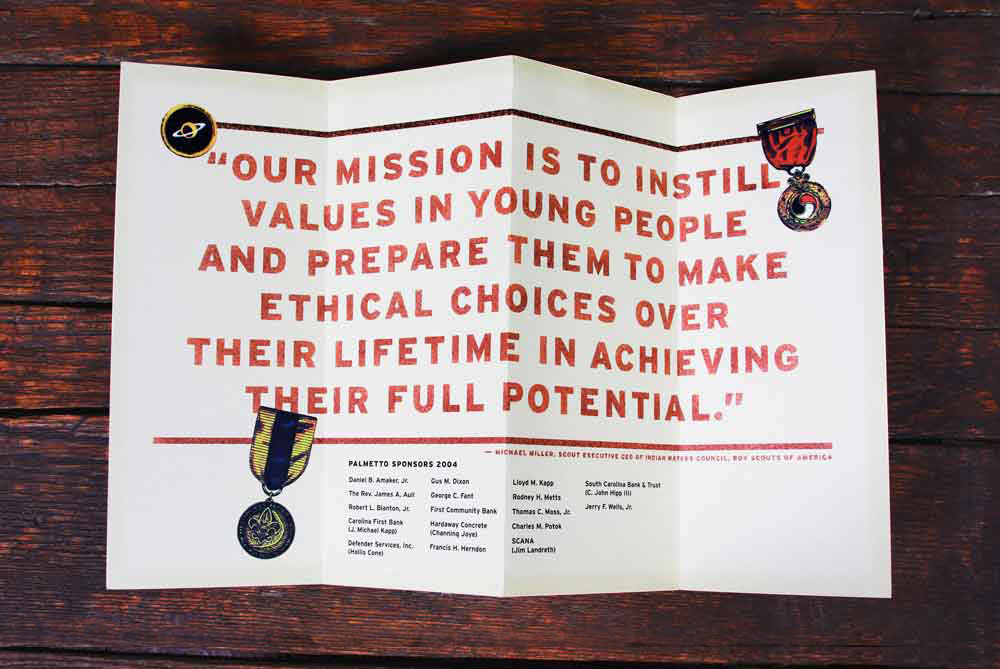 "OUR MISSION IS TO INSTILL
VALUES IN YOUNG PEOPLE
AND PREPARE THEM TO MAKE
ETHICAL CHOICES OVER
THEIR LIFETIME IN ACHIEVING
THEIR FULL POTENTIAL."
— MICHAEL MILLER, SCOUT EXECUTIVE CEO OF INDIAN WATERS COUNCIL, BOY SCOUTS OF AMERICA
PALMETTO SPONSORS 2004
Daniel B. Amaker, Jr.
The Rev. James A. Aull
Robert L. Bianton, Jr.
Carolina First Bank
(J. Michael Kapp)
Defender Services, Inc.
(Hollis Cone)
Gus M. Dixon
George C. Fant
First Community Bank
Hardaway Concrete
(Channing Joye)
Francis H. Herndon
Lloyd M. Kapp
Rodney H. Metts
Thomas C. Moss, Jr.
Charles M. Potok
SCANA
(Jim Landreth)
South Carolina Bank & Trust
(C. John Hipp III)
Jerry F. Wells, Jr.